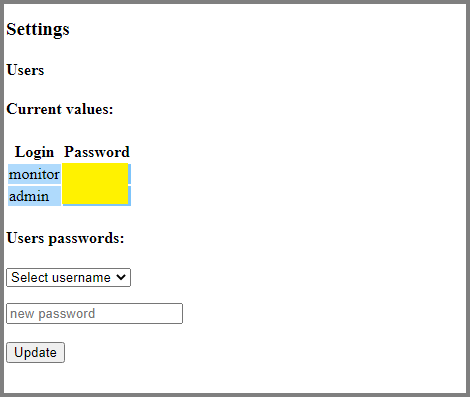 Settings
Users
Current values:
Login Password
monitor
admin
Users passwords:
Select username
new password
Update